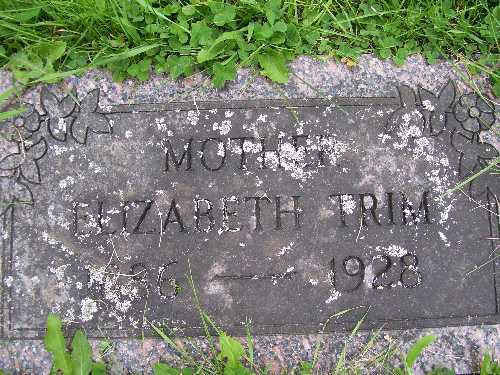 MOTHER
ELIZABETH TRIM
1928